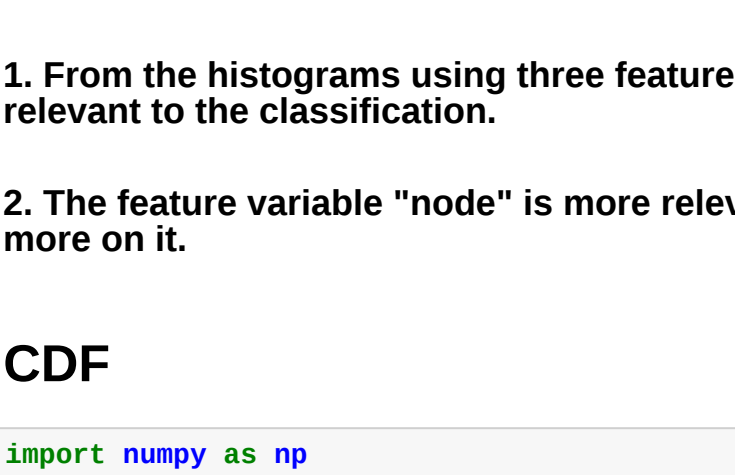 1. From the histograms using three feature
relevant to the classification.
2. The feature variable "node" is more
more on it.
CDF
import numpy as np